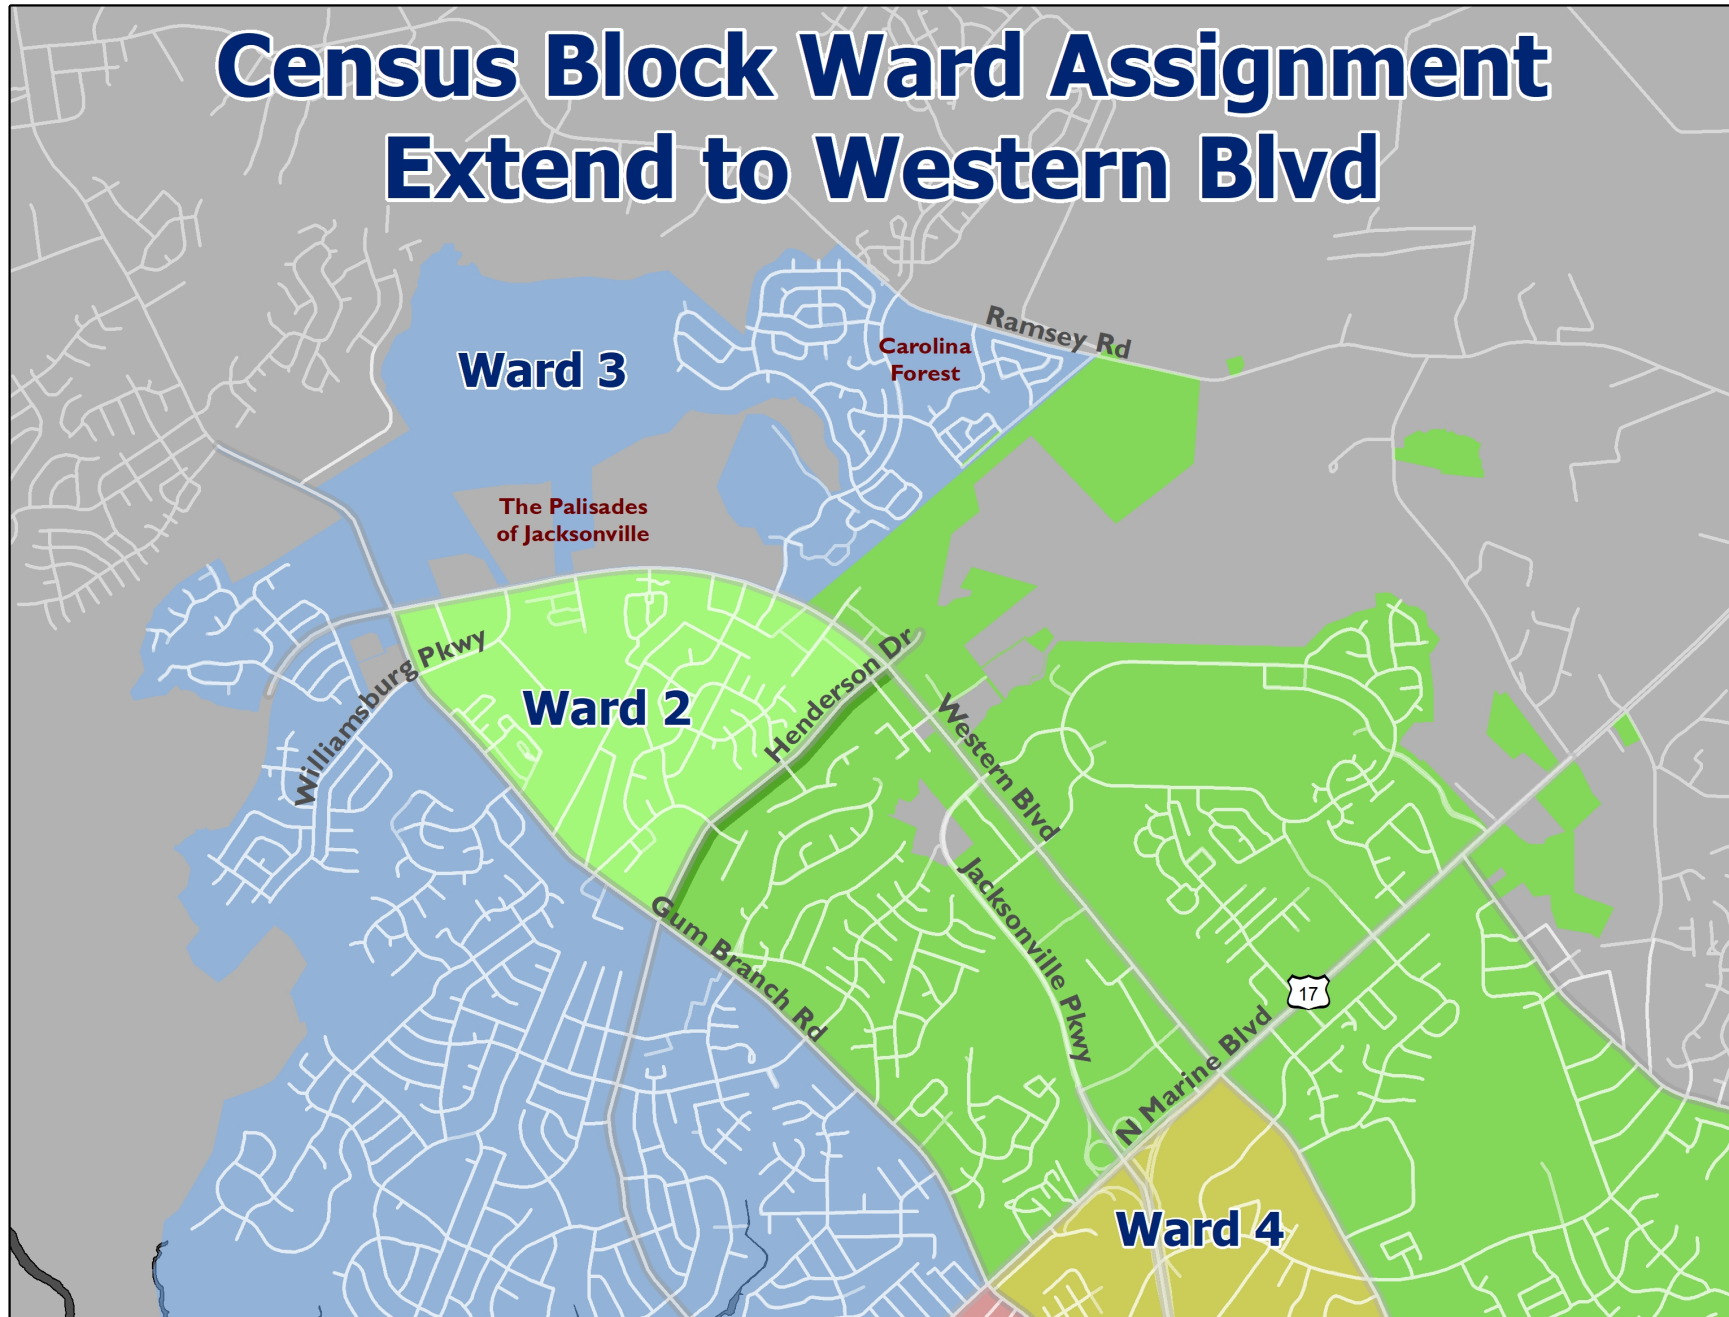 Census Block Ward Assignment
Extend to Western Blvd
Ramsey Rd
Carolina
Forest
Ward 3
The Palisades
of Jacksonville
Williamsburg Pkwy
Ward 2
Henderson Dr
Western Blvd
Jacksonville Pkwy
Gum Branch Rd
17
N Marine Blvd
Ward 4